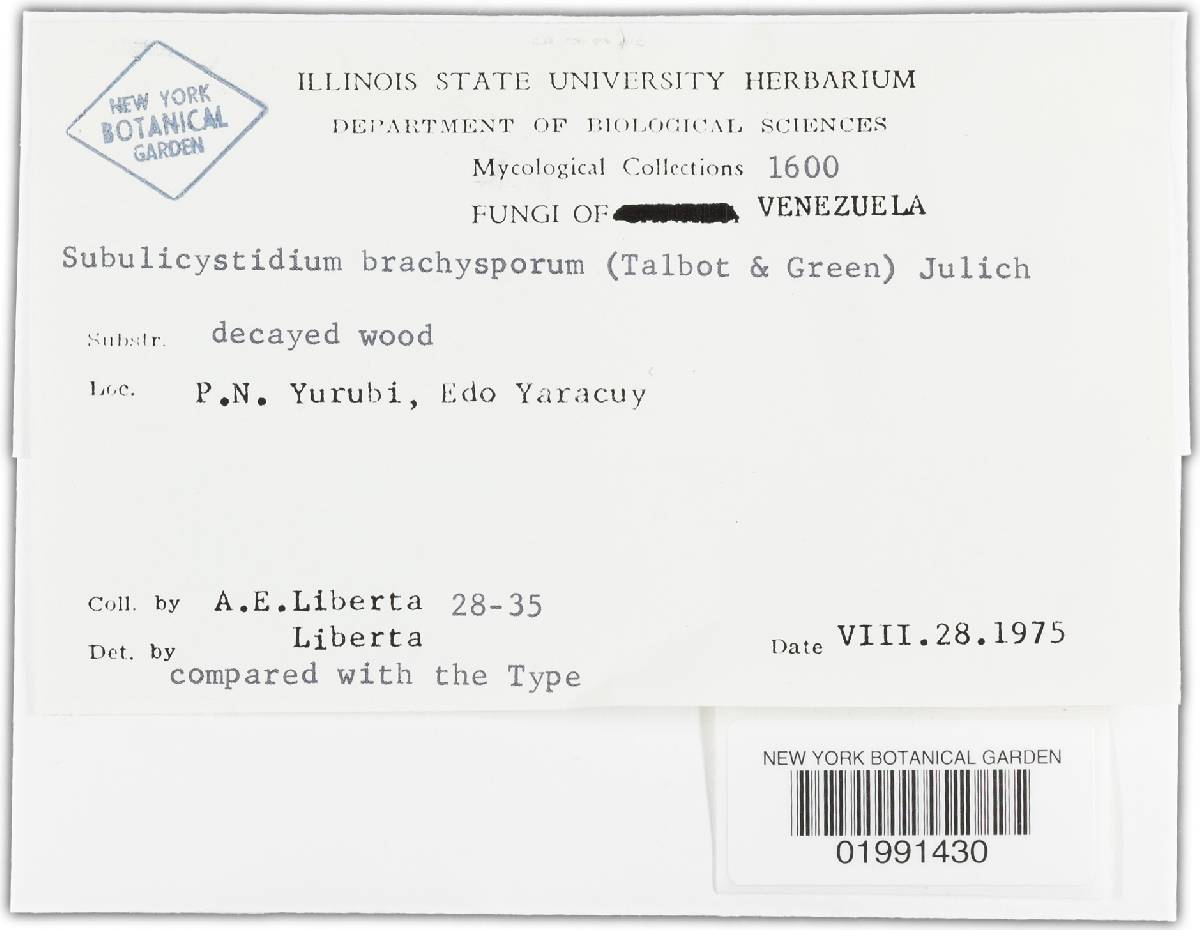 NEW YORK
BOTANICAL
GARDEN
ILLINOIS STATE UNIVERSITY HERBARIUM
DEPARTMENT OF BIOLOGICAL SCIENCES
Mycological Collections 1600
FUNGI OF VENEZUELA
Subulicystidium brachysporum (Talbot & Green) Julich
Substr. decayed wood
Loc. P.N. Yurubi, Edo Yaracuy
Coll. by A.E.Liberta 28-35
Det. by Liberta
Date VIII.28.1975
compared with the Type
NEW YORK BOTANICAL GARDEN
01991430